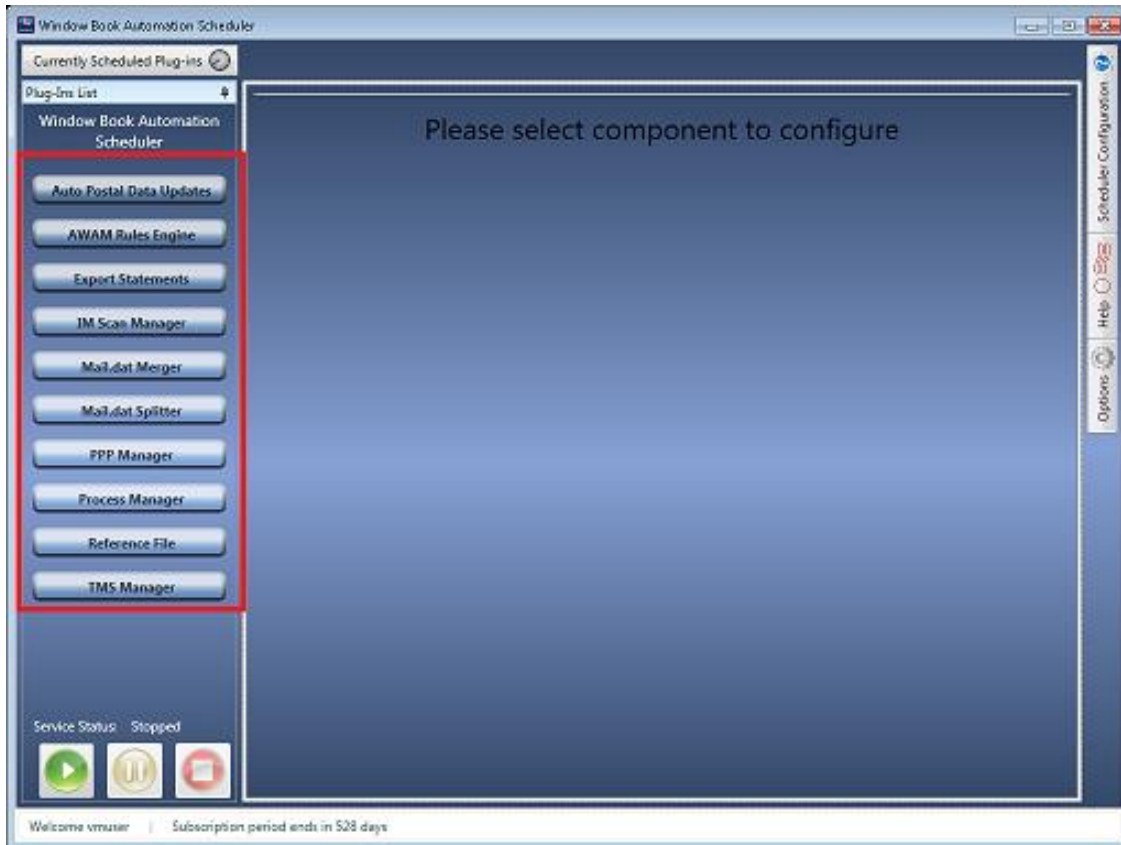 Window Book Automation Scheduler
Currently Scheduled Plug-ins
Plug-Ins List
Window Book Automation
Scheduler
Auto Postal Data Updates
AWAM Rules Engine
Export Statements
IM Scan Manager
Mail.dat Merger
Mail.dat Splitter
PPP Manager
Process Manager
Reference File
TMS Manager
Service Status: Stopped
Please select component to configure
Scheduler Configuration
Help
Options
Welcome vmuser | Subscription period ends in 528 days